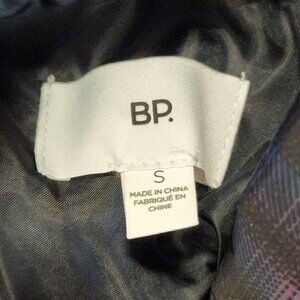 BP.
S
MADE IN CHINA
FABRIQUÉ EN
CHINE